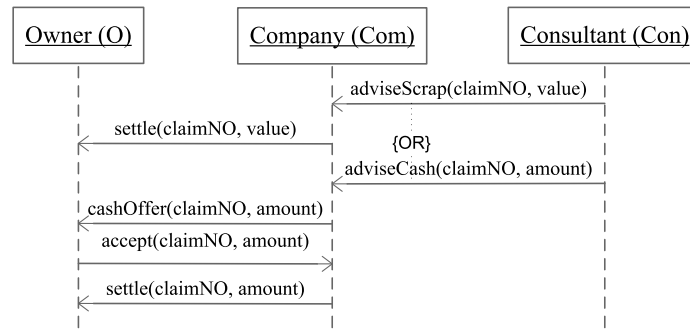 Owner (O)
Company (Com)
Consultant (Con)
adviseScrap(claimNO, value)
settle(claimNO, value)
{OR}
adviseCash(claimNO, amount)
cashOffer(claimNO, amount)
accept(claimNO, amount)
settle(claimNO, amount)